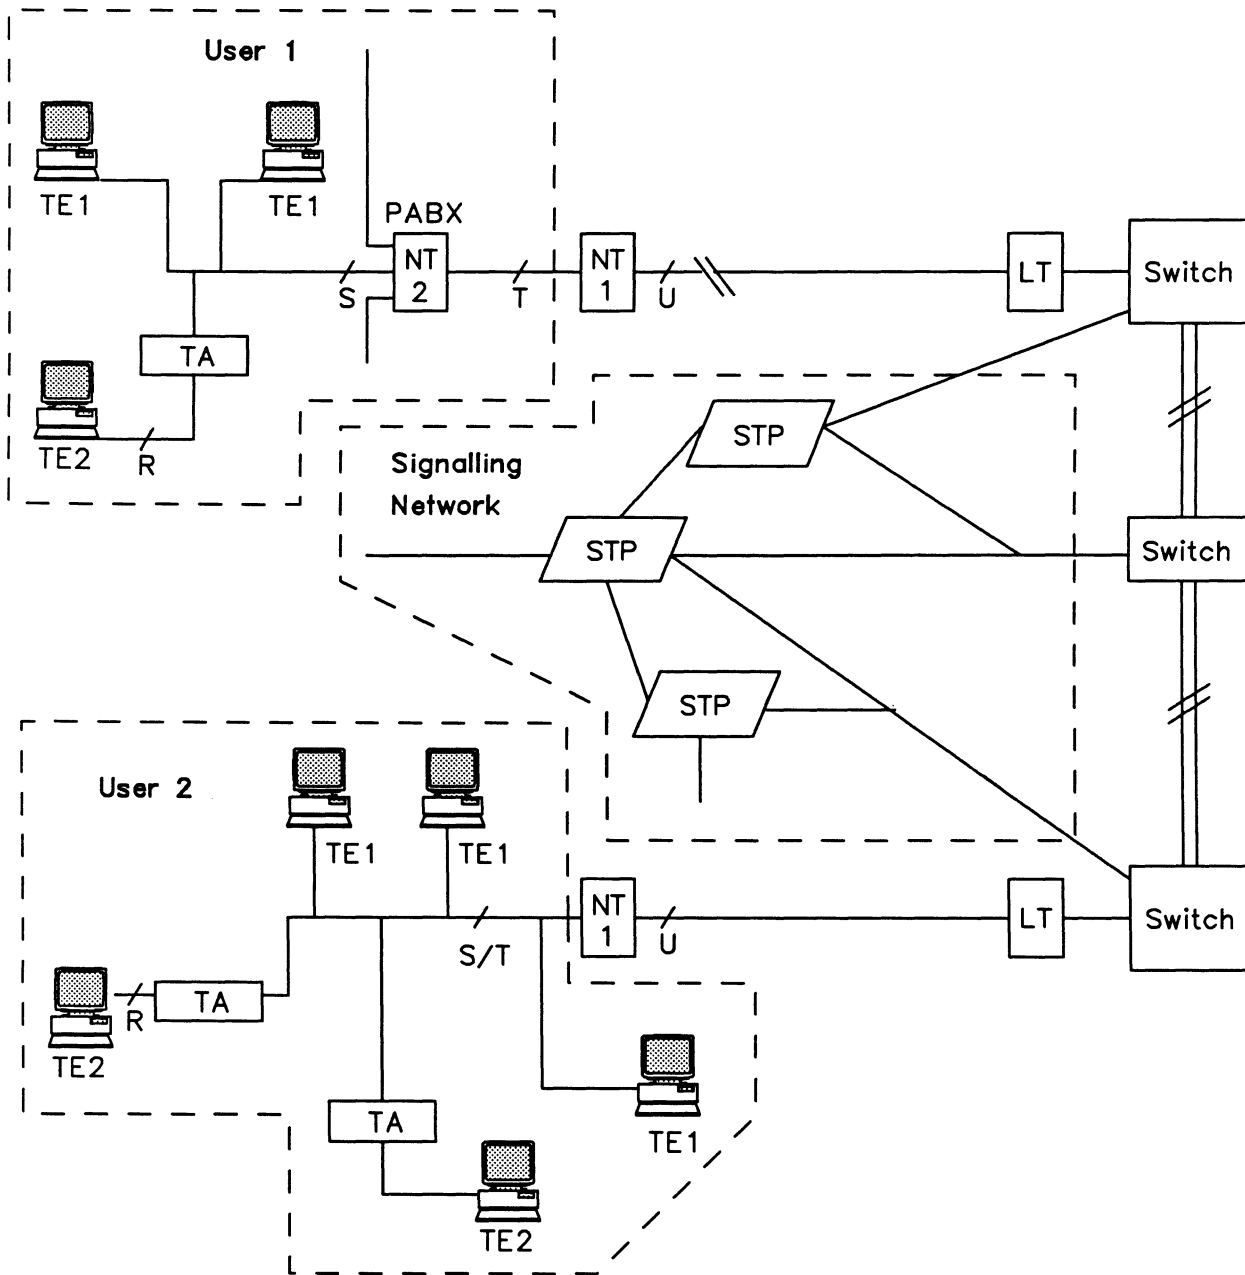 User 1
TE1
TE1
PABX
NT
2
S
T
NT
1
U
LT
Switch
TA
TE2
R
Signalling
Network
STP
STP
Switch
STP
User 2
TE1
TE1
NT
1
S/T
U
LT
Switch
TA
R
TE2
TA
TE1
TE2